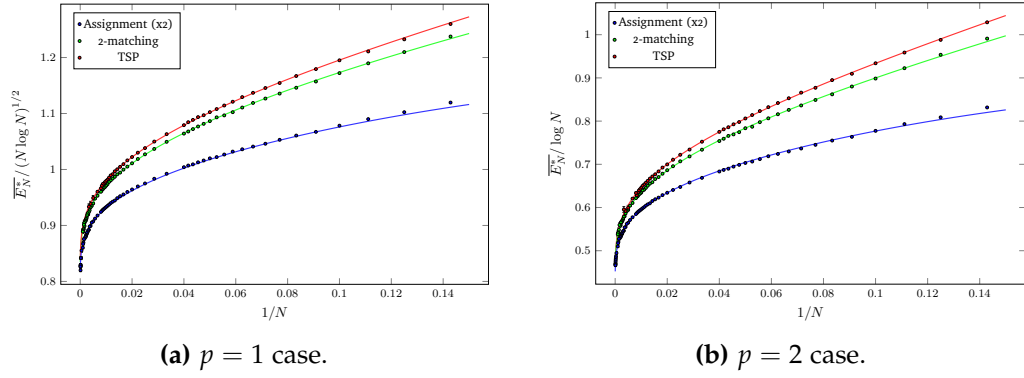 Assignment (x2)
2-matching
TSP
1.2
1.1
1
0.9
0.8
$\overline{E_N^*}/(N \log N)^{1/2}$
0 0.02 0.04 0.06 0.08 0.1 0.12 0.14
1/N
(a) p = 1 case.
Assignment (x2)
2-matching
TSP
1
0.9
0.8
0.7
0.6
0.5
$\overline{E_N^*}/\log N$
0 0.02 0.04 0.06 0.08 0.1 0.12 0.14
1/N
(b) p = 2 case.